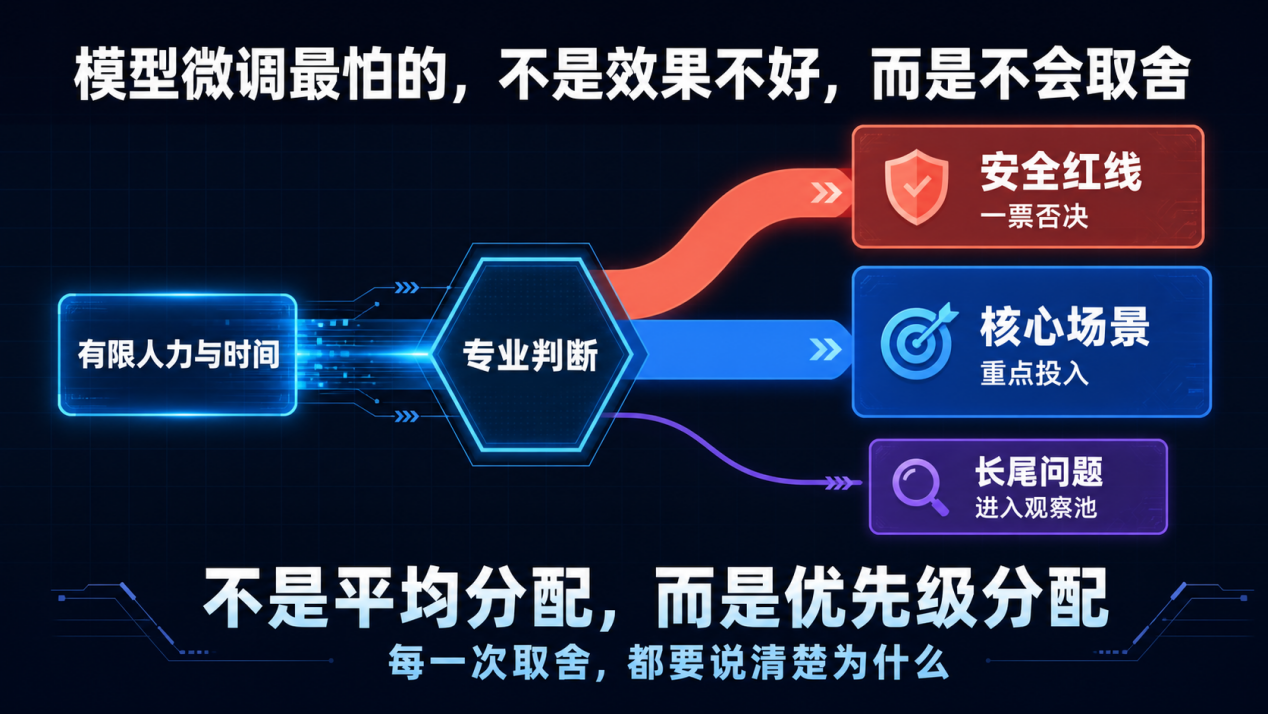 模型微调最怕的，不是效果不好，而是不会取舍
有限人力与时间
专业判断
安全红线
一票否决
核心场景
重点投入
长尾问题
进入观察池
不是平均分配，而是优先级分配
每一次取舍，都要说清楚为什么